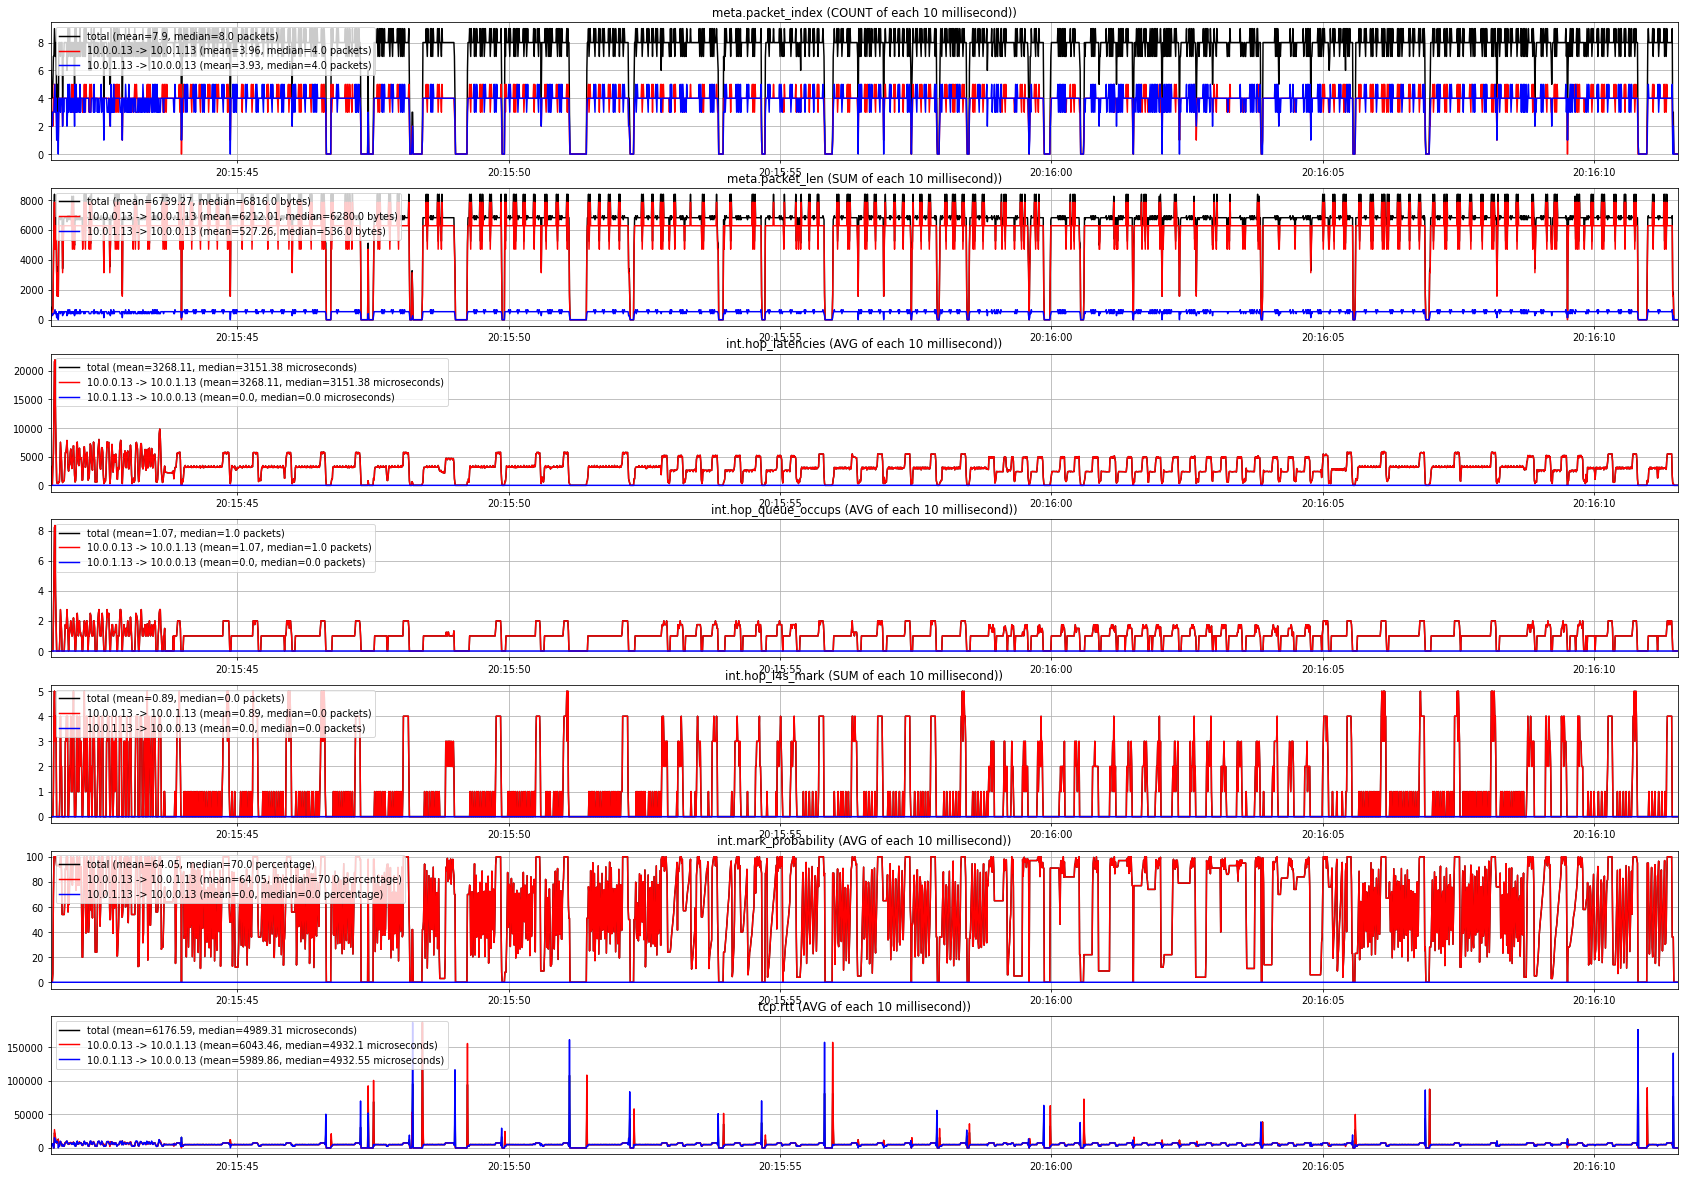 meta.packet_index (COUNT of each 10 millisecond))
total (mean=7.9, median=8.0 packets)
10.0.0.13 -> 10.0.1.13 (mean=3.96, median=4.0 packets)
10.0.1.13 -> 10.0.0.13 (mean=3.93, median=4.0 packets)
8
6
4
2
0
20:15:45 20:15:50 20:15:55 20:16:00 20:16:05 20:16:10
meta.packet_len (SUM of each 10 millisecond))
total (mean=6739.27, median=6816.0 bytes)
10.0.0.13 -> 10.0.1.13 (mean=6212.01, median=6280.0 bytes)
10.0.1.13 -> 10.0.0.13 (mean=527.26, median=536.0 bytes)
8000
6000
4000
2000
0
20:15:45 20:15:50 20:15:55 20:16:00 20:16:05 20:16:10
int.hop_latencies (AVG of each 10 millisecond))
total (mean=3268.11, median=3151.38 microseconds)
10.0.0.13 -> 10.0.1.13 (mean=3268.11, median=3151.38 microseconds)
10.0.1.13 -> 10.0.0.13 (mean=0.0, median=0.0 microseconds)
20000
15000
10000
5000
0
20:15:45 20:15:50 20:15:55 20:16:00 20:16:05 20:16:10
int.hop_queue_occups (AVG of each 10 millisecond))
total (mean=1.07, median=1.0 packets)
10.0.0.13 -> 10.0.1.13 (mean=1.07, median=1.0 packets)
10.0.1.13 -> 10.0.0.13 (mean=0.0, median=0.0 packets)
8
6
4
2
0
20:15:45 20:15:50 20:15:55 20:16:00 20:16:05 20:16:10
int.hop_l4s_mark (SUM of each 10 millisecond))
total (mean=0.89, median=0.0 packets)
10.0.0.13 -> 10.0.1.13 (mean=0.89, median=0.0 packets)
10.0.1.13 -> 10.0.0.13 (mean=0.0, median=0.0 packets)
5
4
3
2
1
0
20:15:45 20:15:50 20:15:55 20:16:00 20:16:05 20:16:10
int.mark_probability (AVG of each 10 millisecond))
total (mean=64.05, median=70.0 percentage)
10.0.0.13 -> 10.0.1.13 (mean=64.05, median=70.0 percentage)
10.0.1.13 -> 10.0.0.13 (mean=0.0, median=0.0 percentage)
100
80
60
40
20
0
20:15:45 20:15:50 20:15:55 20:16:00 20:16:05 20:16:10
tcp.rtt (AVG of each 10 millisecond))
total (mean=6176.59, median=4989.31 microseconds)
10.0.0.13 -> 10.0.1.13 (mean=6043.46, median=4932.1 microseconds)
10.0.1.13 -> 10.0.0.13 (mean=5989.86, median=4932.55 microseconds)
150000
100000
50000
0
20:15:45 20:15:50 20:15:55 20:16:00 20:16:05 20:16:10